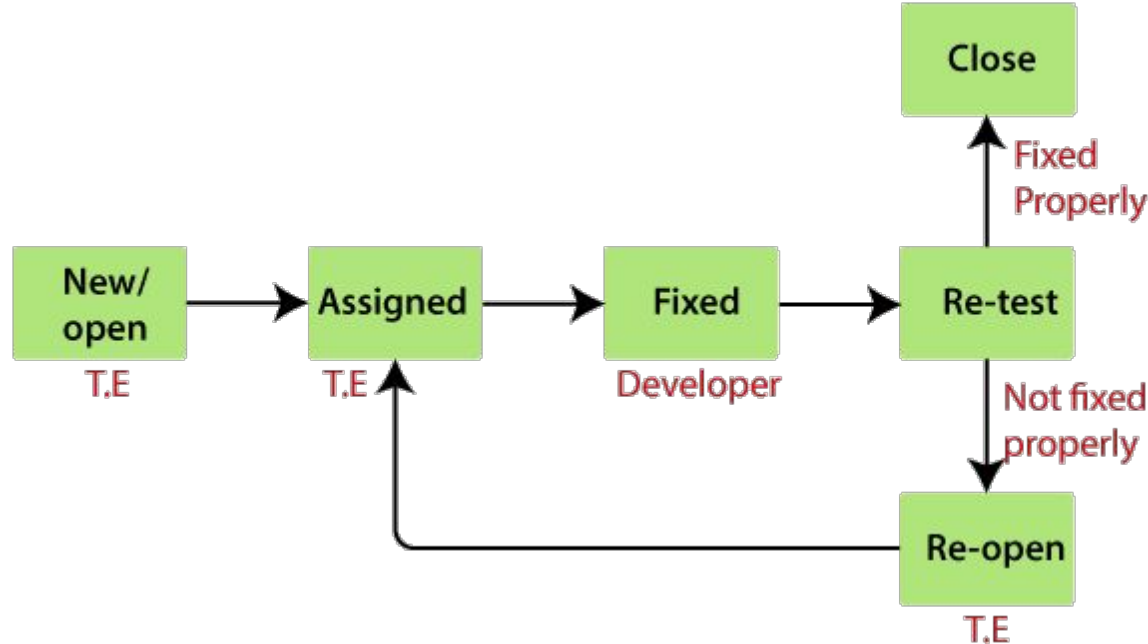 Close
Fixed
Properly
New/
open
Assigned
Fixed
Re-test
T.E
T.E
Developer
Not fixed
properly
Re-open
T.E